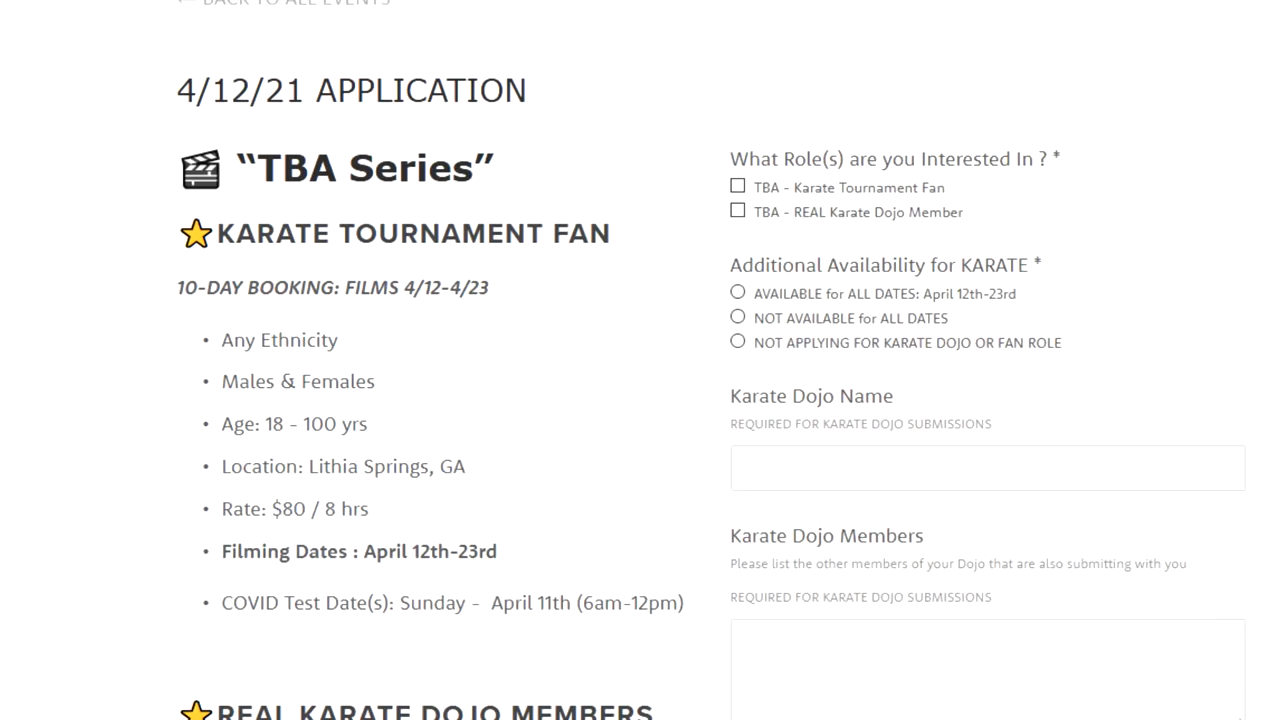 ← BACK TO ALL EVENTS
4/12/21 APPLICATION
“TBA Series”
KARATE TOURNAMENT FAN
10-DAY BOOKING: FILMS 4/12-4/23
• Any Ethnicity
• Males & Females
• Age: 18 - 100 yrs
• Location: Lithia Springs, GA
• Rate: $80 / 8 hrs
• Filming Dates : April 12th-23rd
• COVID Test Date(s): Sunday - April 11th (6am-12pm)
REAL KARATE DOJO MEMBERS
What Role(s) are you Interested In ? *
TBA - Karate Tournament Fan
TBA - REAL Karate Dojo Member
Additional Availability for KARATE *
AVAILABLE for ALL DATES: April 12th-23rd
NOT AVAILABLE for ALL DATES
NOT APPLYING FOR KARATE DOJO OR FAN ROLE
Karate Dojo Name
REQUIRED FOR KARATE DOJO SUBMISSIONS
Karate Dojo Members
Please list the other members of your Dojo that are also submitting with you
REQUIRED FOR KARATE DOJO SUBMISSIONS